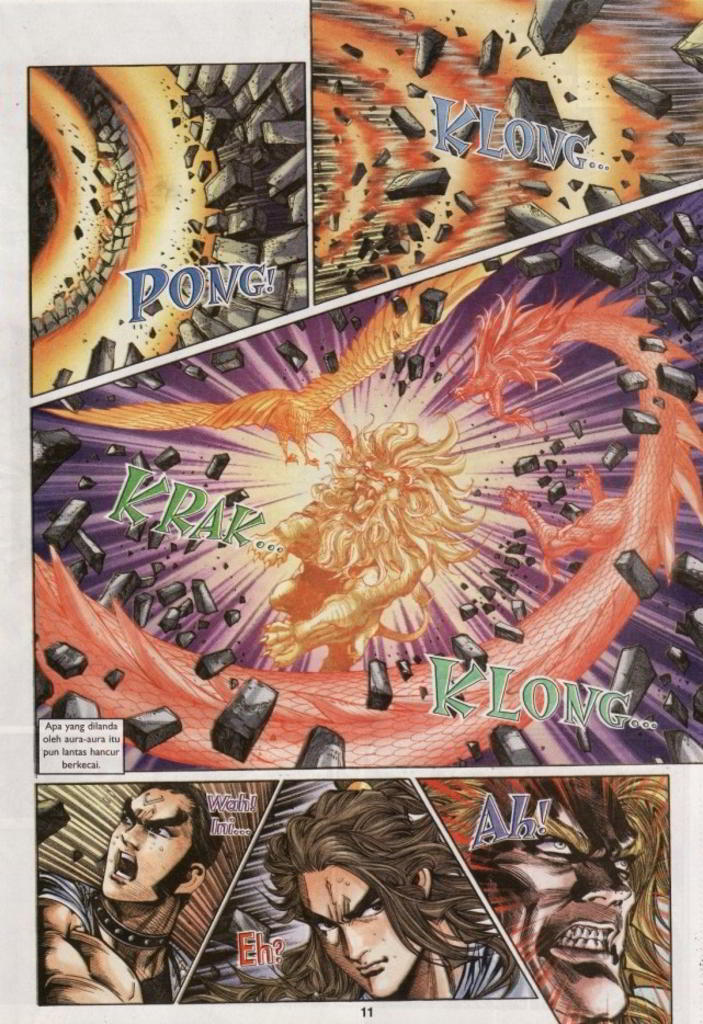 PONG!
KLONG...
KRAK...
KLONG...
Apa yang dilanda
oleh aura-aura itu
pun lantas hancur
berkecai.
Wah!
Ini...
Eh?
Ah!
11